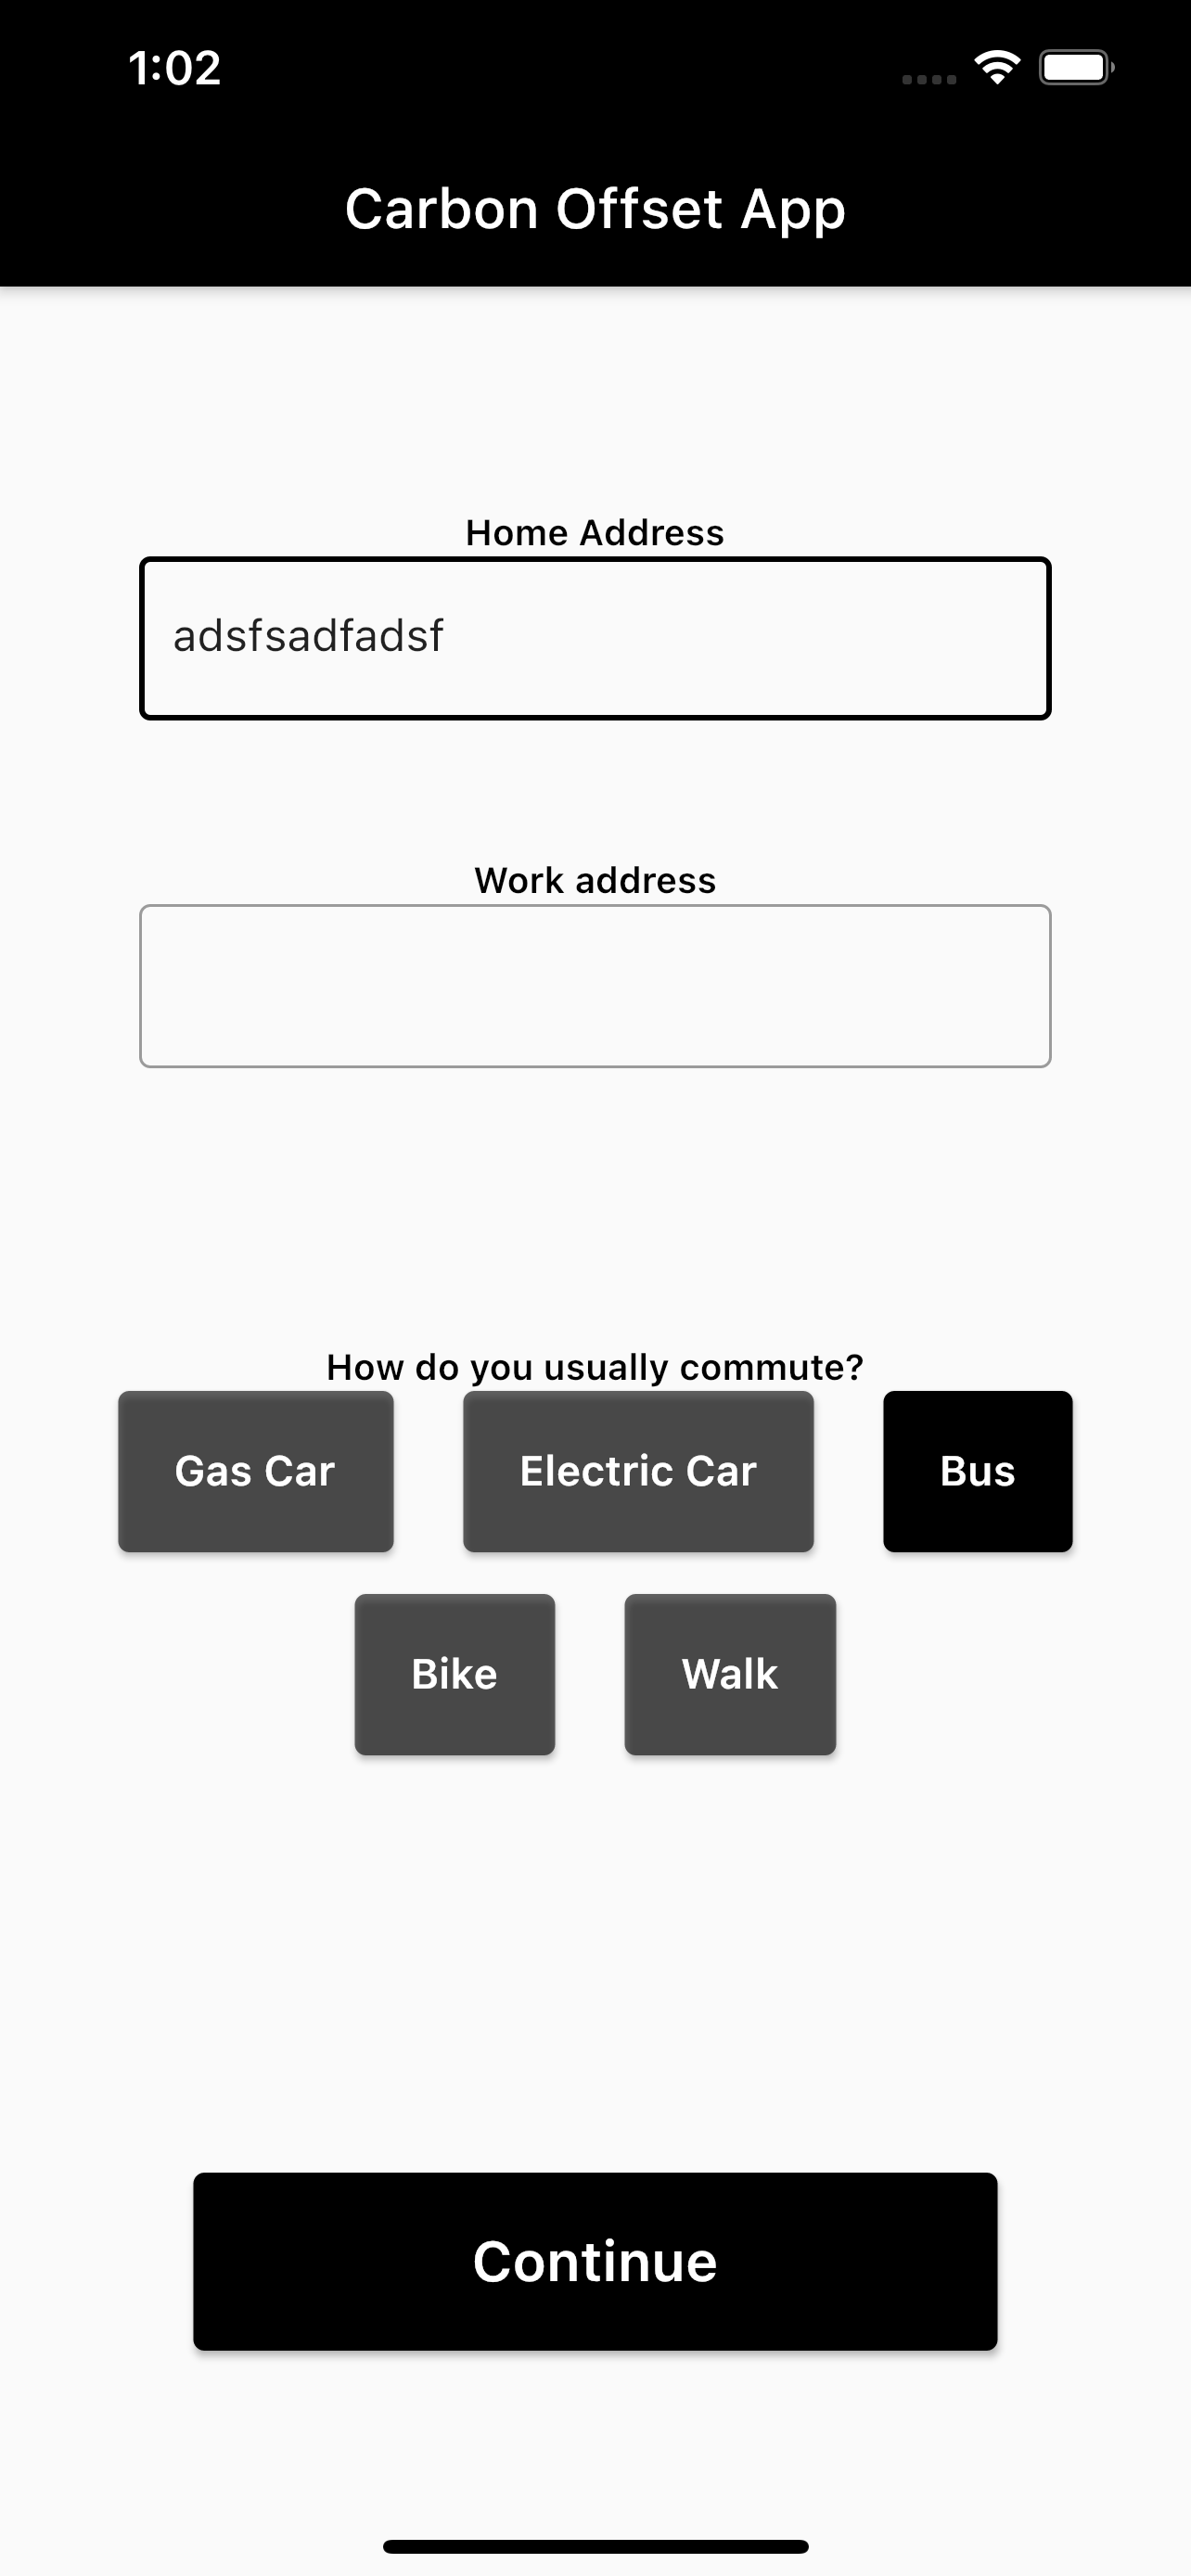 1:02
Carbon Offset App
Home Address
adsfsadfadsf
Work address
How do you usually commute?
Gas Car Electric Car Bus
Bike Walk
Continue